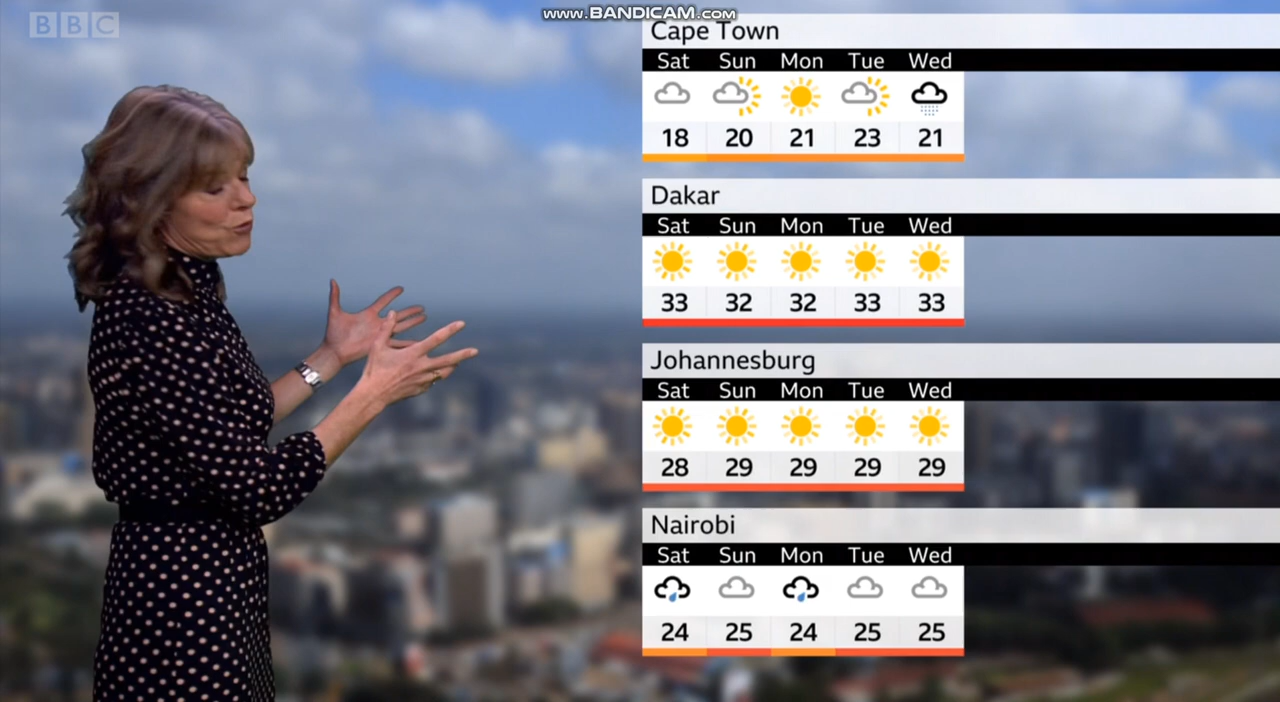 BBC
www.BANDICAM.com
Cape Town
Sat Sun Mon Tue Wed
18 20 21 23 21
Dakar
Sat Sun Mon Tue Wed
33 32 32 33 33
Johannesburg
Sat Sun Mon Tue Wed
28 29 29 29 29
Nairobi
Sat Sun Mon Tue Wed
24 25 24 25 25